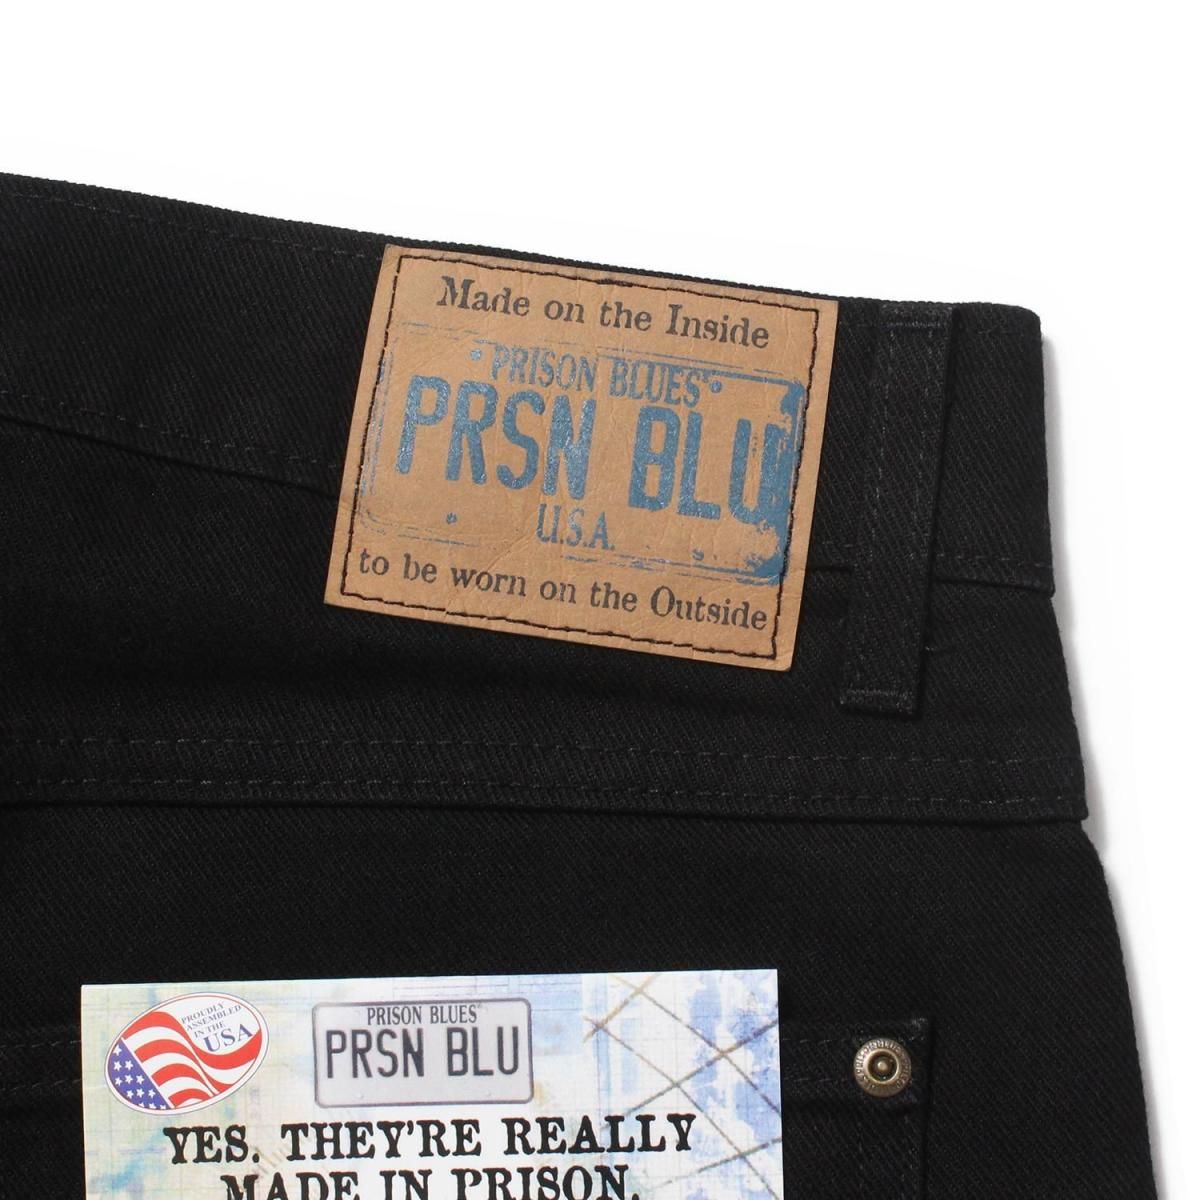 Made on the Inside
PRISON BLUES
PRSN BLU
U.S.A.
to be worn on the Outside
PROUDLY
ASSEMBLED
IN THE
USA
PRISON BLUES
PRSN BLU
YES. THEY'RE REALLY
MADE IN PRISON.